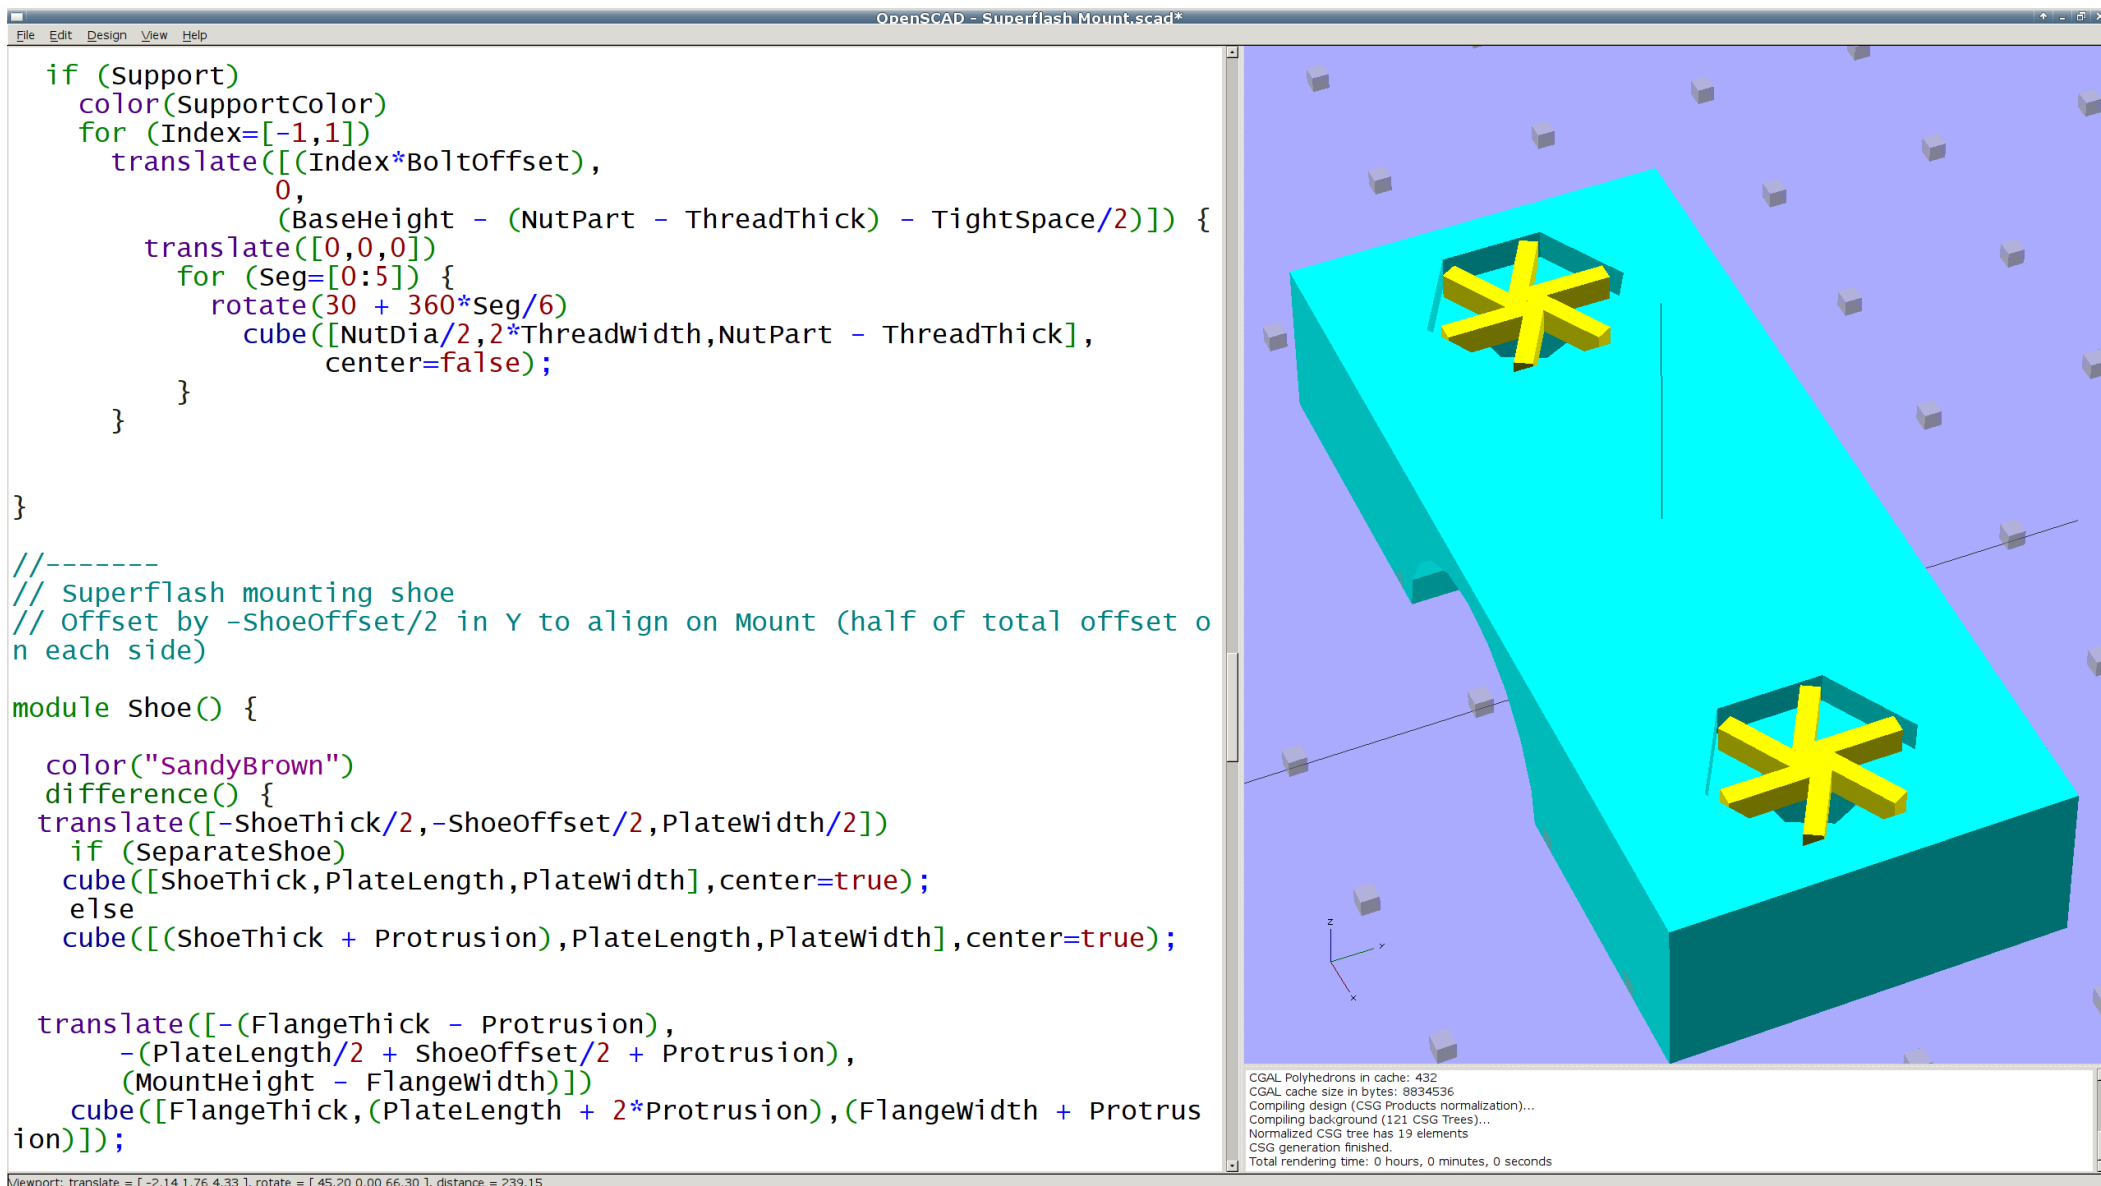 OpenSCAD - Superflash Mount.scad*
File Edit Design View Help
if (Support)
color(SupportColor)
for (Index=[-1,1])
translate([(Index*BoltOffset),
0,
(BaseHeight - (NutPart - ThreadThick) - TightSpace/2)]) {
translate([0,0,0])
for (Seg=[0:5]) {
rotate(30 + 360*Seg/6)
cube([NutDia/2,2*ThreadWidth,NutPart - ThreadThick],
center=false);
}
}
}
//-------
// Superflash mounting shoe
// Offset by -ShoeOffset/2 in Y to align on Mount (half of total offset o
n each side)
module Shoe() {
color("SandyBrown")
difference() {
translate([-ShoeThick/2,-ShoeOffset/2,PlateWidth/2])
if (SeparateShoe)
cube([ShoeThick,PlateLength,PlateWidth],center=true);
else
cube([(ShoeThick + Protrusion),PlateLength,PlateWidth],center=true);
translate([-(FlangeThick - Protrusion),
-(PlateLength/2 + ShoeOffset/2 + Protrusion),
(MountHeight - FlangeWidth)])
cube([FlangeThick,(PlateLength + 2*Protrusion),(FlangeWidth + Protrus
ion)]);
z
y
x
CGAL Polyhedrons in cache: 432
CGAL cache size in bytes: 8834536
Compiling design (CSG Products normalization)...
Compiling background (121 CSG Trees)...
Normalized CSG tree has 19 elements
CSG generation finished.
Total rendering time: 0 hours, 0 minutes, 0 seconds
Viewport: translate = [ -2.14 1.76 4.33 ], rotate = [ 45.20 0.00 66.30 ], distance = 239.15